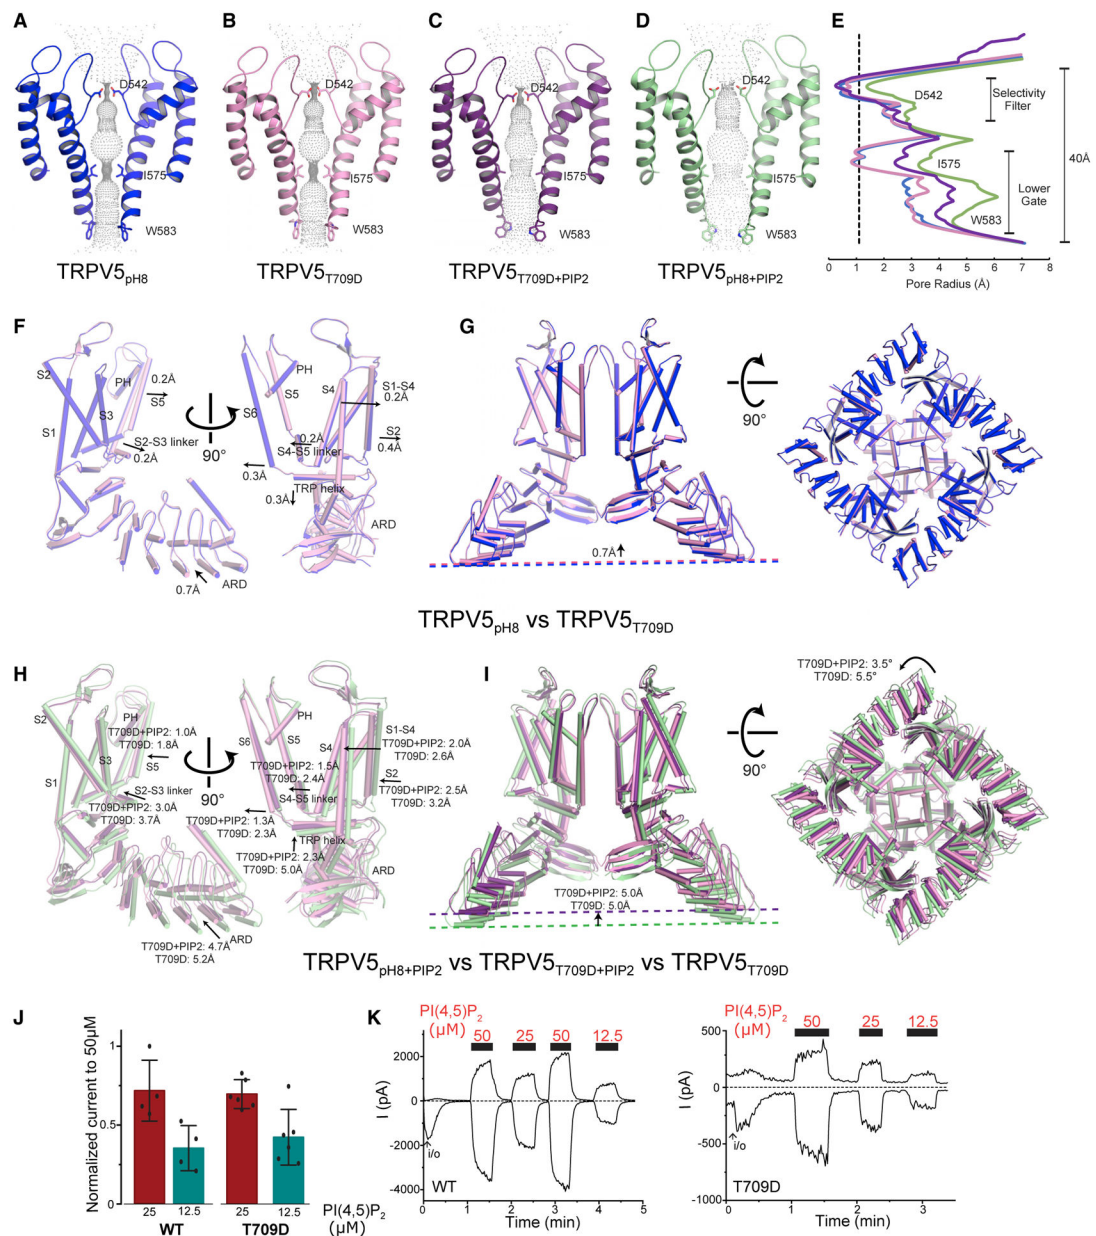 A
B
C
D
E
D542
I575
W583
TRPV5pH8
D542
I575
W583
TRPV5T709D
D542
I575
W583
TRPV5T709D+PIP2
D542
I575
W583
TRPV5pH8+PIP2
D542
Selectivity
Filter
I575
Lower
Gate
W583
40Å
0 1 2 3 4 5 6 7 8
Pore Radius (Å)
F
S2
PH
0.2Å
S5
S3
S1
S2-S3 linker
0.2Å
0.7Å
ARD
90°
PH
S5
S4
S1-S4
0.2Å
S6
S2
0.4Å
0.2Å
S4-S5 linker
0.3Å
TRP helix
0.3Å
ARD
G
0.7Å
90°
TRPV5pH8 vs TRPV5T709D
H
S2
PH
T709D+PIP2: 1.0Å
T709D: 1.8Å
S3
S5
S1
S2-S3 linker
T709D+PIP2: 3.0Å
T709D: 3.7Å
ARD
T709D+PIP2: 4.7Å
T709D: 5.2Å
90°
PH
S6
S5
S4
S1-S4
T709D+PIP2: 2.0Å
T709D: 2.6Å
T709D+PIP2: 1.5Å
T709D: 2.4Å
S2
S4-S5 linker
T709D+PIP2: 2.5Å
T709D: 3.2Å
T709D+PIP2: 1.3Å
T709D: 2.3Å
TRP helix
T709D+PIP2: 2.3Å
T709D: 5.0Å
ARD
I
T709D+PIP2: 5.0Å
T709D: 5.0Å
90°
T709D+PIP2: 3.5°
T709D: 5.5°
TRPV5pH8+PIP2 vs TRPV5T709D+PIP2 vs TRPV5T709D
J
Normalized current to 50µM
1
0.5
0
25 12.5 25 12.5
WT T709D
PI(4,5)P2
(µM)
K
PI(4,5)P2
(µM)
50 25 50 12.5
I (pA)
2000
0
-2000
-4000
i/o
WT
0 1 2 3 4 5
Time (min)
PI(4,5)P2
(µM)
50 25 12.5
I (pA)
500
0
-500
-1000
i/o
T709D
0 1 2 3
Time (min)